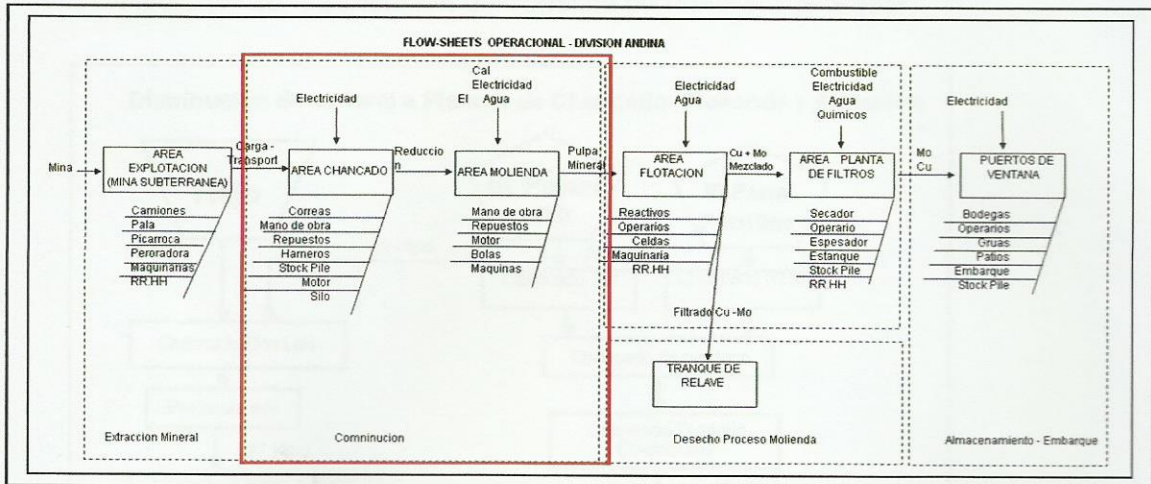 FLOW-SHEETS OPERACIONAL - DIVISION ANDINA
Mina
AREA
EXPLOTACION
(MINA SUBTERRANEA)
Camiones
Pala
Picarroca
Peroradora
Maquinarias
RR.HH
Extraccion Mineral
Carga -
Transport
Electricidad
AREA CHANCADO
Correas
Mano de obra
Repuestos
Harneros
Stock Pile
Motor
Silo
Reduccio
n
Cal
Electricidad
El Agua
AREA MOLIENDA
Mano de obra
Repuestos
Motor
Bolas
Maquinas
Comninucion
Pulpa
Mineral
Electricidad
Agua
AREA
FLOTACION
Reactivos
Operarios
Celdas
Maquinaria
RR.HH
Cu + Mo
Mezclado
Combustible
Electricidad
Agua
Quimicos
AREA PLANTA
DE FILTROS
Secador
Operario
Espesador
Estanque
Stock Pile
RR.HH
Filtrado Cu -Mo
TRANQUE DE
RELAVE
Desecho Proceso Molienda
Mo
Cu
Electricidad
PUERTOS DE
VENTANA
Bodegas
Operarios
Gruas
Patios
Embarque
Stock Pile
Almacenamiento - Embarque